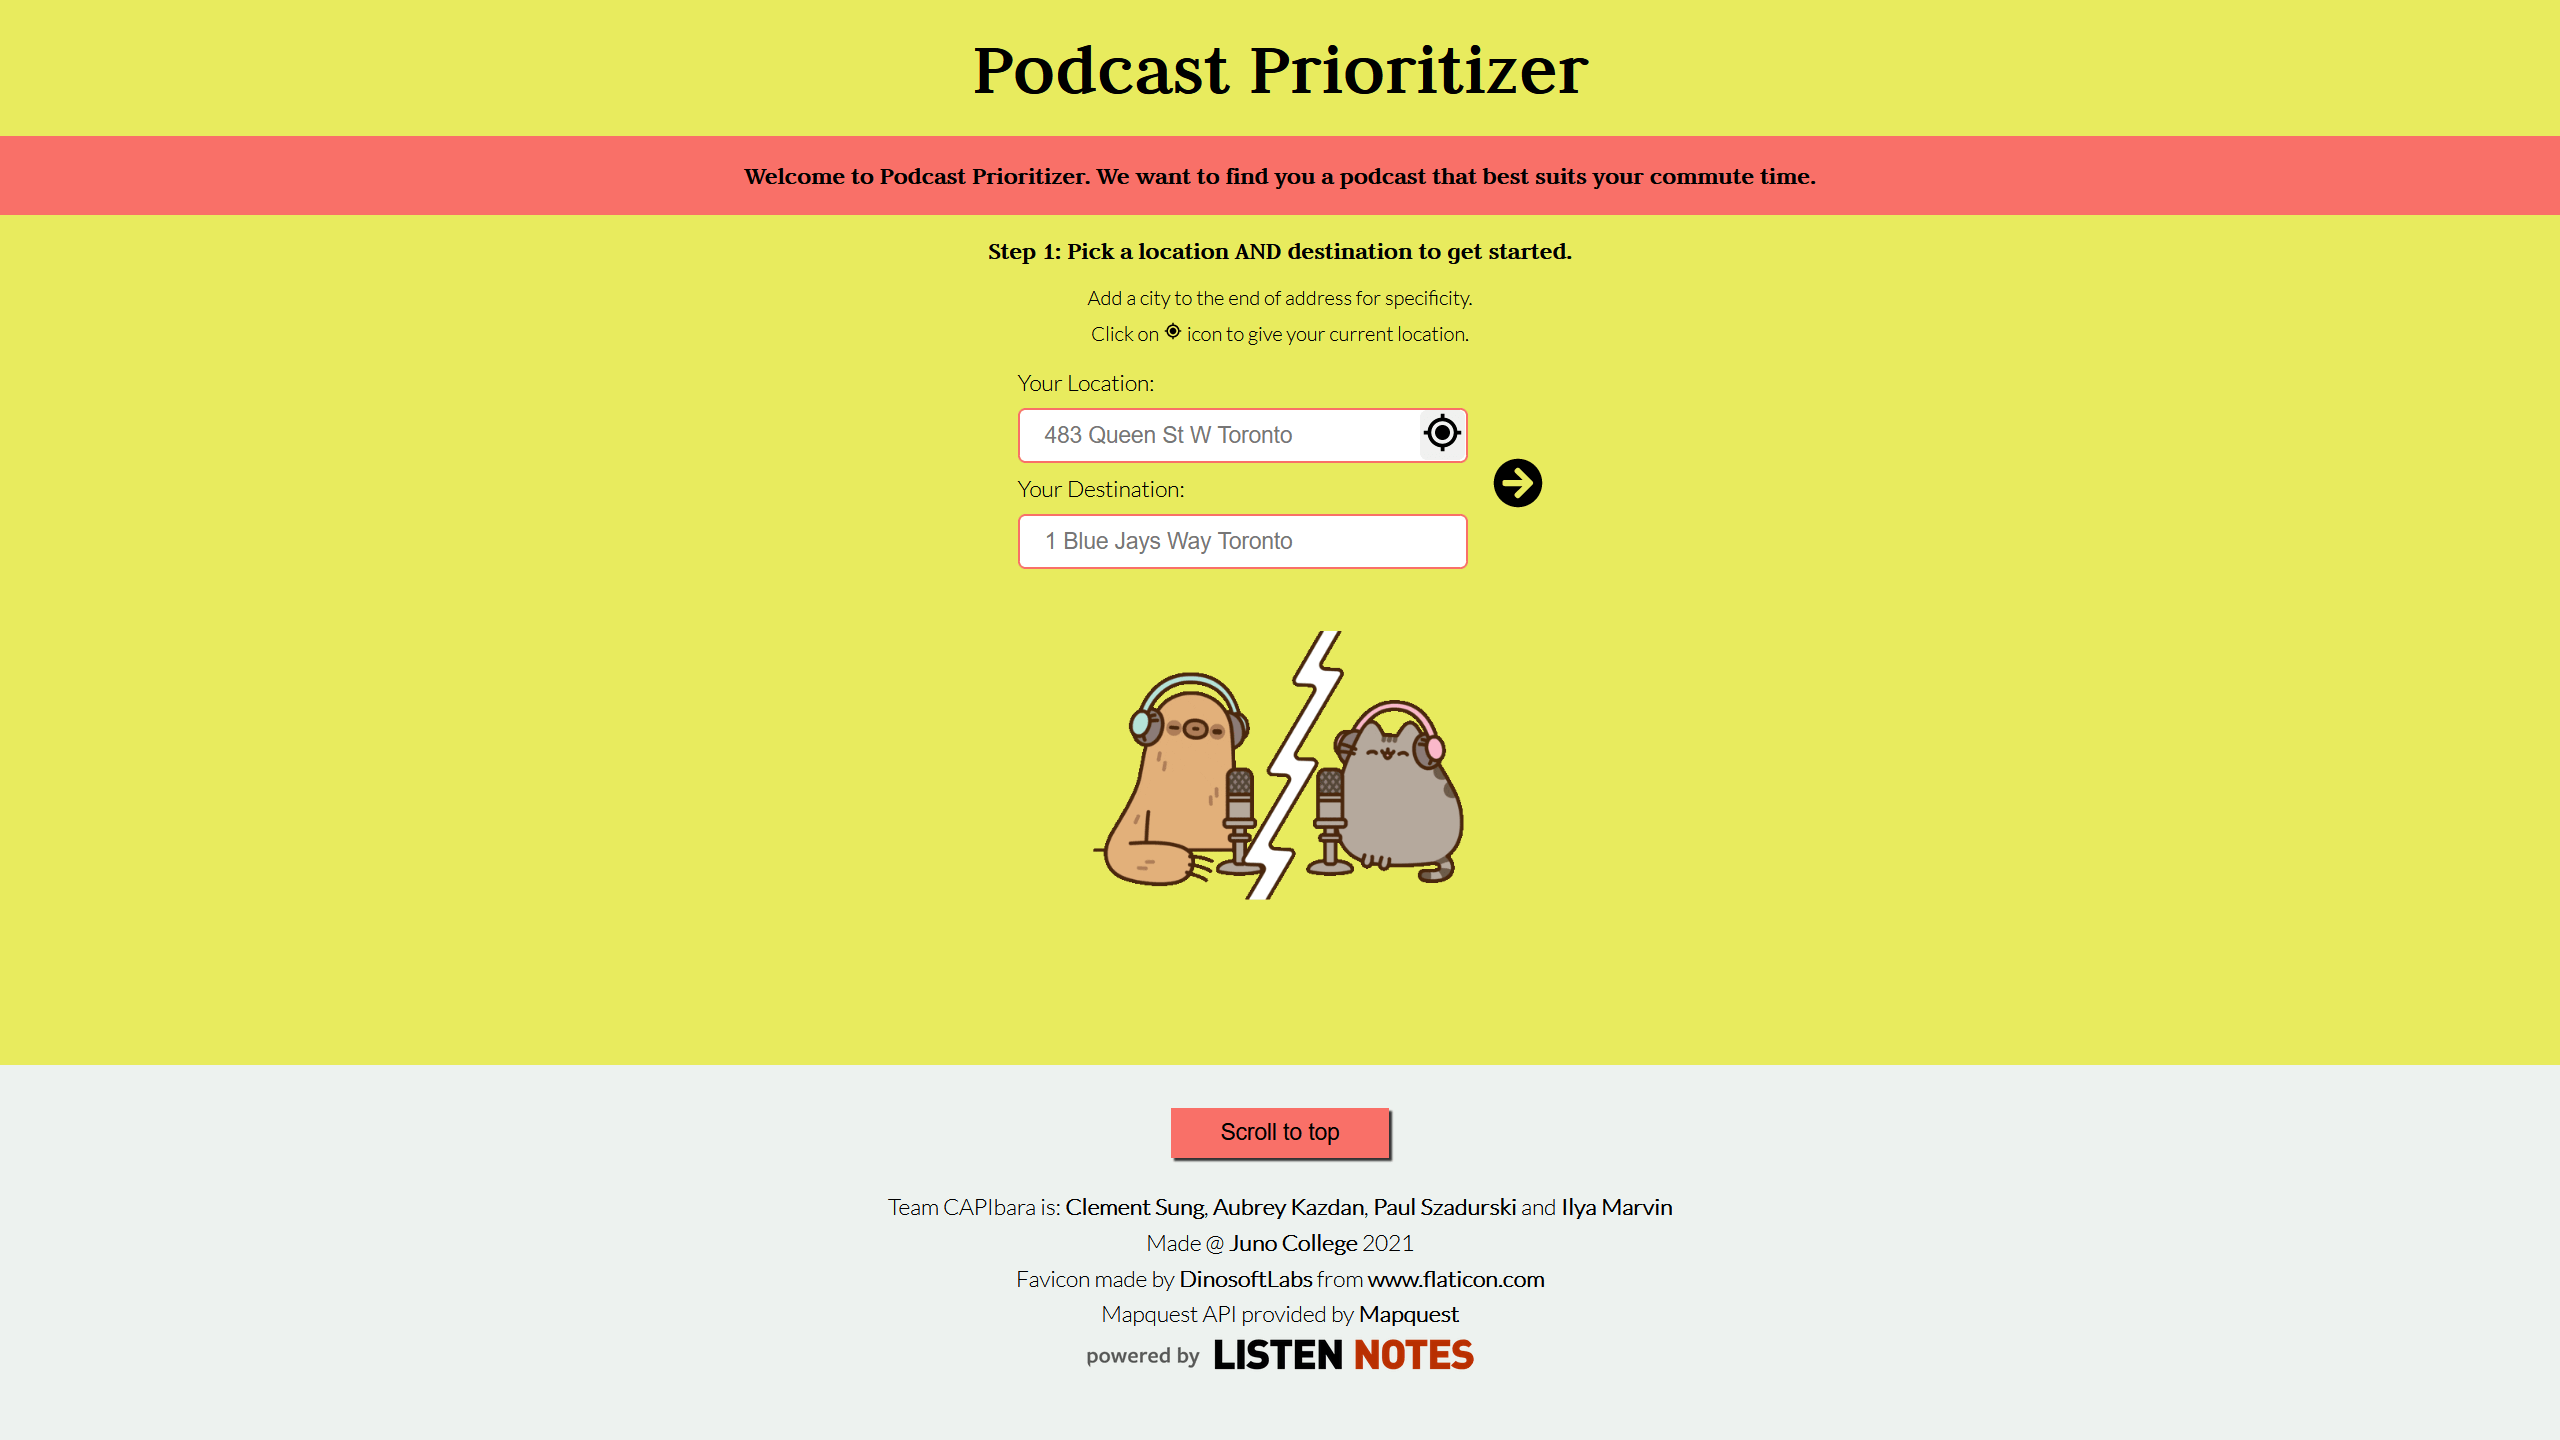 Podcast Prioritizer
Welcome to Podcast Prioritizer. We want to find you a podcast that best suits your commute time.
Step 1: Pick a location AND destination to get started.
Add a city to the end of address for specificity.
Click on icon to give your current location.
Your Location:
483 Queen St W Toronto
Your Destination:
1 Blue Jays Way Toronto
Scroll to top
Team CAPIbara is: Clement Sung, Aubrey Kazdan, Paul Szadurski and Ilya Marvin
Made @ Juno College 2021
Favicon made by DinosoftLabs from www.flaticon.com
Mapquest API provided by Mapquest
powered by LISTEN NOTES